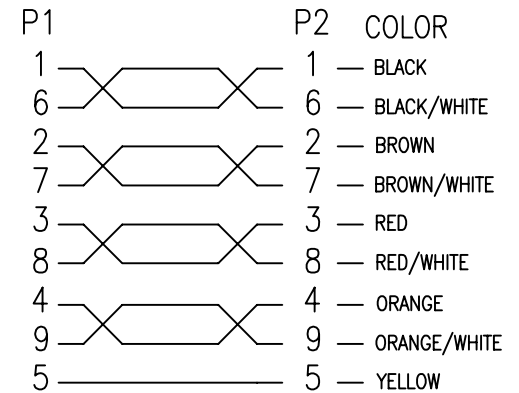 P1 P2 COLOR
1 1 BLACK
6 6 BLACK/WHITE
2 2 BROWN
7 7 BROWN/WHITE
3 3 RED
8 8 RED/WHITE
4 4 ORANGE
9 9 ORANGE/WHITE
5 5 YELLOW